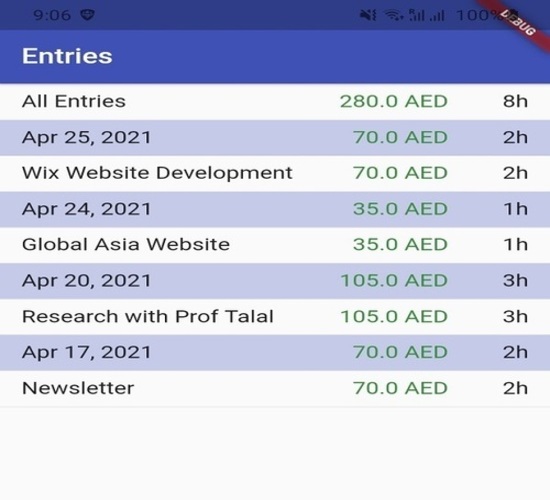 9:06 100%
DEBUG
Entries
All Entries 280.0 AED 8h
Apr 25, 2021 70.0 AED 2h
Wix Website Development 70.0 AED 2h
Apr 24, 2021 35.0 AED 1h
Global Asia Website 35.0 AED 1h
Apr 20, 2021 105.0 AED 3h
Research with Prof Talal 105.0 AED 3h
Apr 17, 2021 70.0 AED 2h
Newsletter 70.0 AED 2h